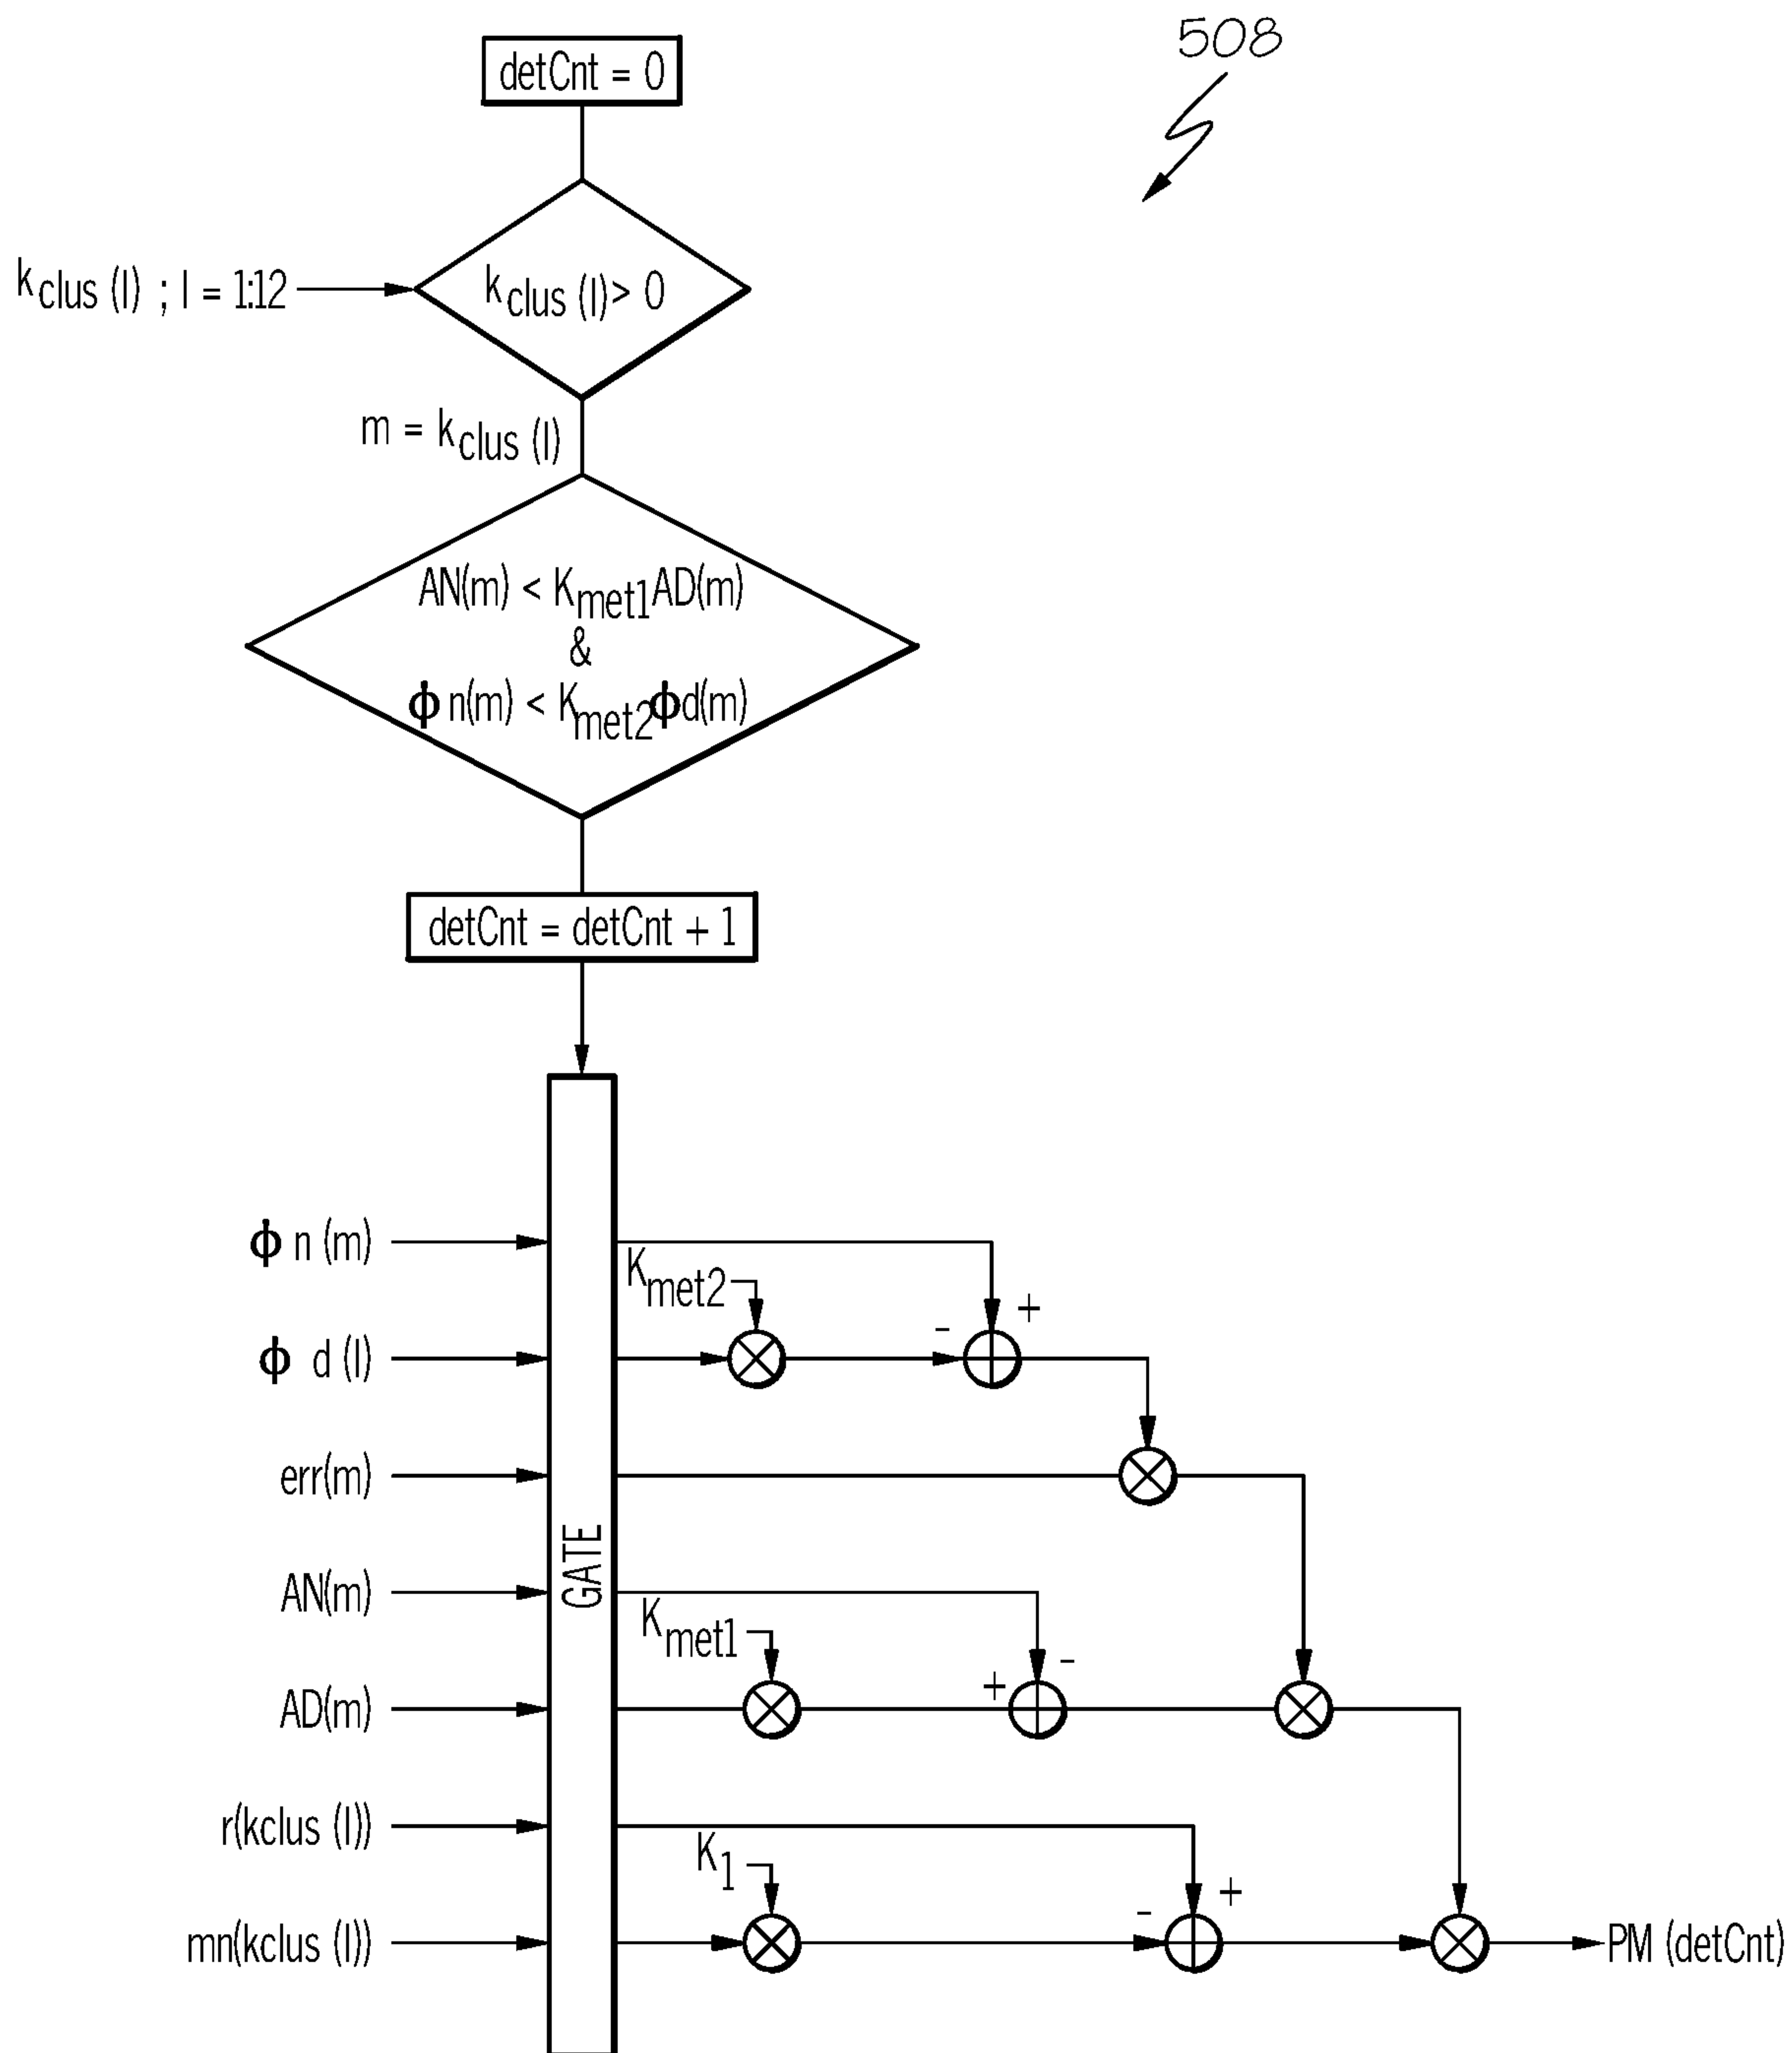 508
detCnt = 0
kclus (l) ; l = 1:12
kclus (l) > 0
m = kclus (l)
AN(m) < Kmet1AD(m)
&
ϕ n(m) < Kmet2ϕd(m)
detCnt = detCnt + 1
GATE
ϕ n (m)
Kmet2
- +
ϕ d (l)
err(m)
AN(m)
Kmet1
+ -
AD(m)
r(kclus (l))
K1
- +
mn(kclus (l))
PM (detCnt)